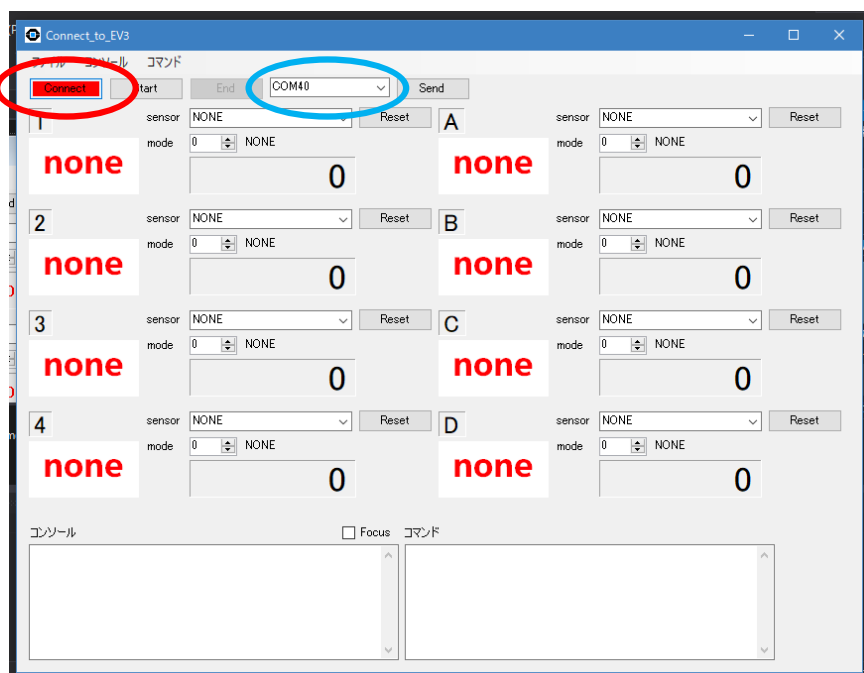 Connect_to_EV3
ファイル コンソール コマンド
Connect Start End COM40 Send
1 sensor NONE Reset A sensor NONE Reset
mode 0 NONE mode 0 NONE
none 0 none 0
2 sensor NONE Reset B sensor NONE Reset
mode 0 NONE mode 0 NONE
none 0 none 0
3 sensor NONE Reset C sensor NONE Reset
mode 0 NONE mode 0 NONE
none 0 none 0
4 sensor NONE Reset D sensor NONE Reset
mode 0 NONE mode 0 NONE
none 0 none 0
コンソール Focus コマンド